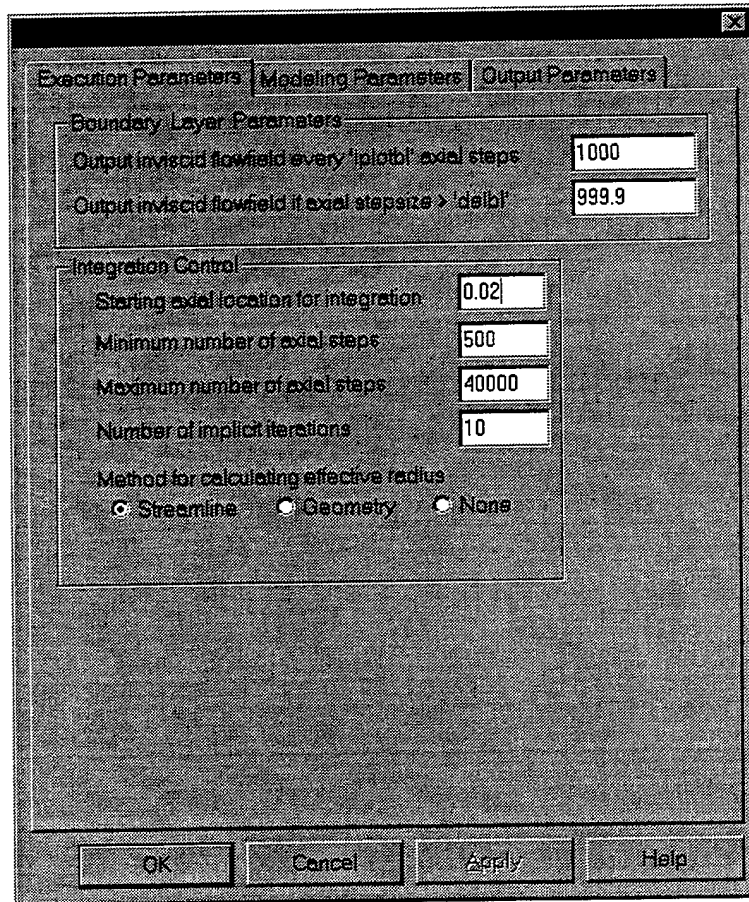 Execution Parameters Modeling Parameters Output Parameters
Boundary Layer Parameters
Output inviscid flowfield every 'iplotbl' axial steps 1000
Output inviscid flowfield if axial stepsize > 'delbl' 999.9
Integration Control
Starting axial location for integration 0.02
Minimum number of axial steps 500
Maximum number of axial steps 40000
Number of implicit iterations 10
Method for calculating effective radius
Streamline Geometry None
OK Cancel Apply Help